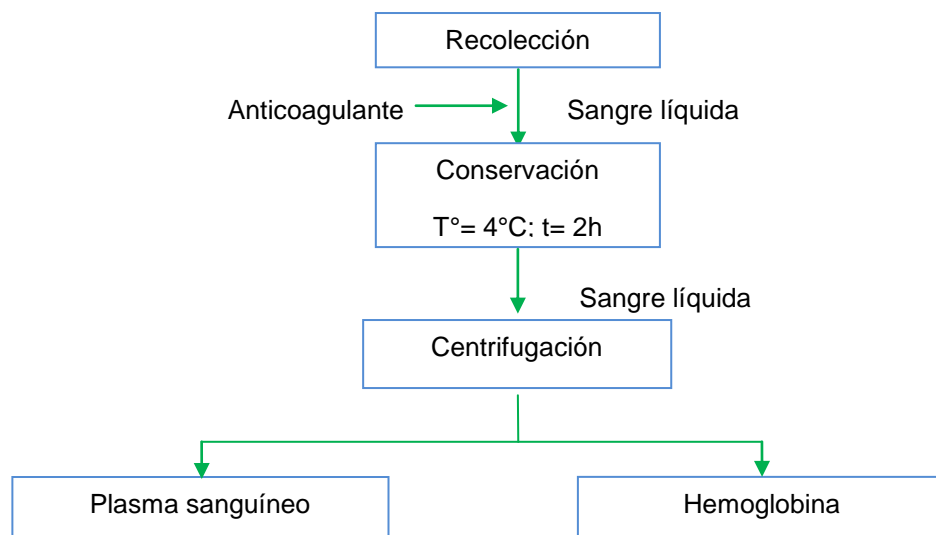 Recolección
Anticoagulante
Sangre líquida
Conservación
T°= 4°C; t= 2h
Sangre líquida
Centrifugación
Plasma sanguíneo
Hemoglobina